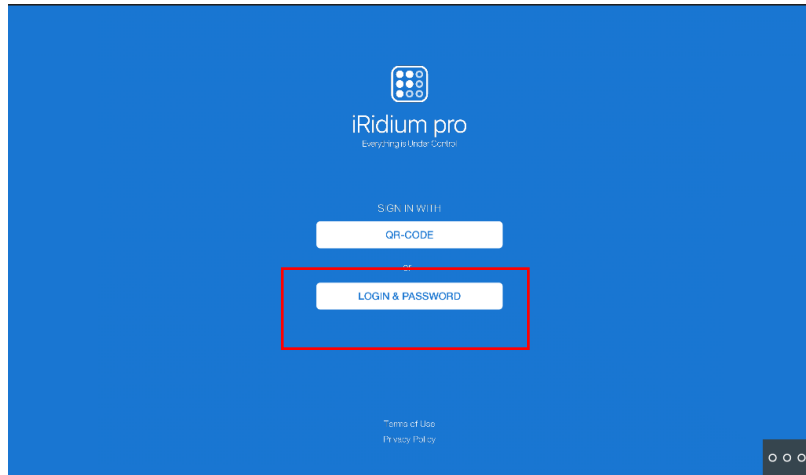 iRidium pro
Everything is Under Control
SIGN IN WITH
QR-CODE
or
LOGIN & PASSWORD
Terms of Use
Privacy Policy